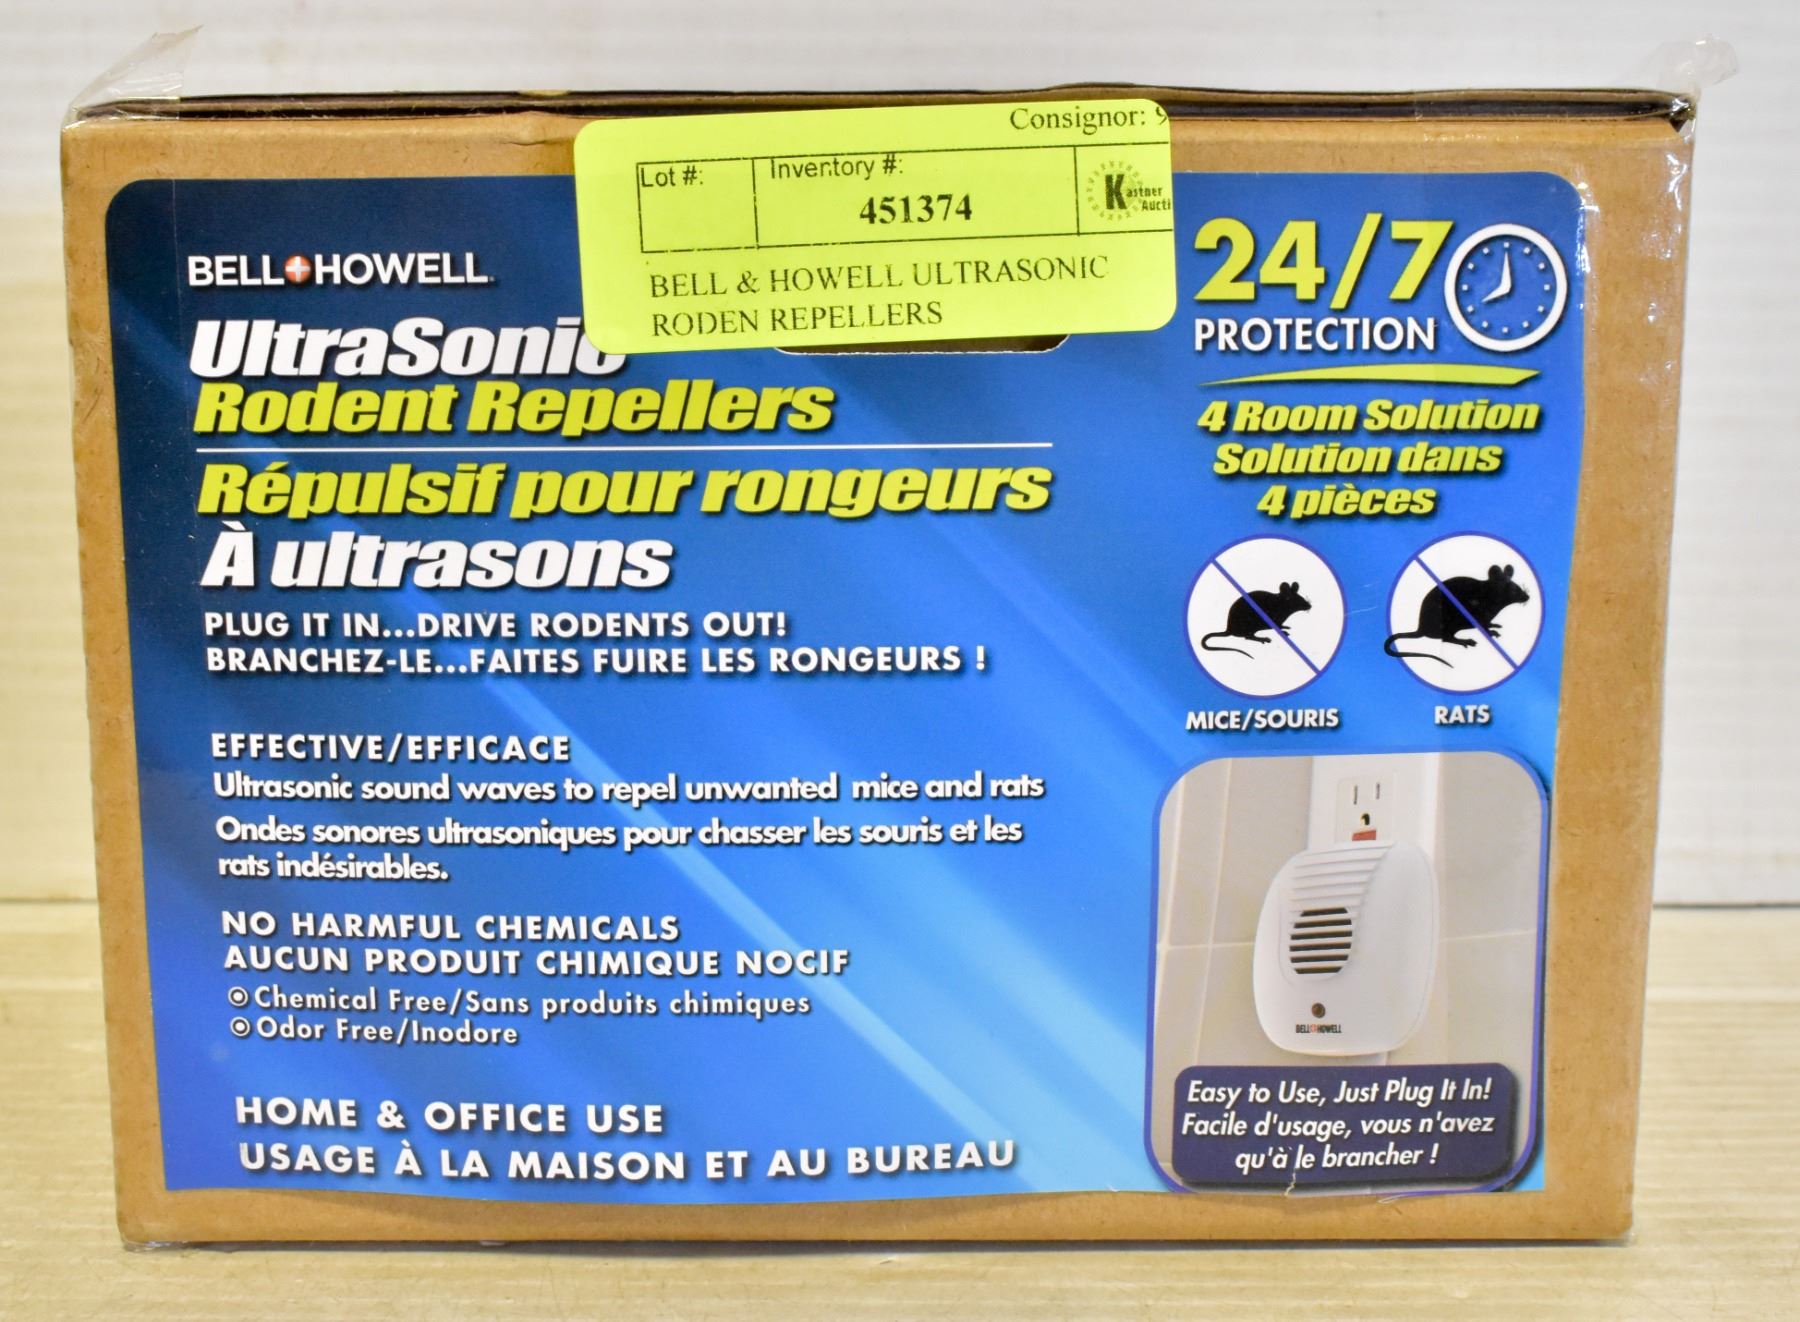 Consignor: 9
Lot #:
Inventory #:
451374
Kastner
Aucti
BELL & HOWELL ULTRASONIC
RODEN REPELLERS
BELL+HOWELL
UltraSonic
Rodent Repellers
Répulsif pour rongeurs
À ultrasons
PLUG IT IN...DRIVE RODENTS OUT!
BRANCHEZ-LE...FAITES FUIRE LES RONGEURS !
EFFECTIVE/EFFICACE
Ultrasonic sound waves to repel unwanted mice and rats
Ondes sonores ultrasoniques pour chasser les souris et les
rats indésirables.
NO HARMFUL CHEMICALS
AUCUN PRODUIT CHIMIQUE NOCIF
Chemical Free/Sans produits chimiques
Odor Free/Inodore
HOME & OFFICE USE
USAGE À LA MAISON ET AU BUREAU
24/7
PROTECTION
4 Room Solution
Solution dans
4 pièces
MICE/SOURIS
RATS
BELL+HOWELL
Easy to Use, Just Plug It In!
Facile d'usage, vous n'avez
qu'à le brancher !